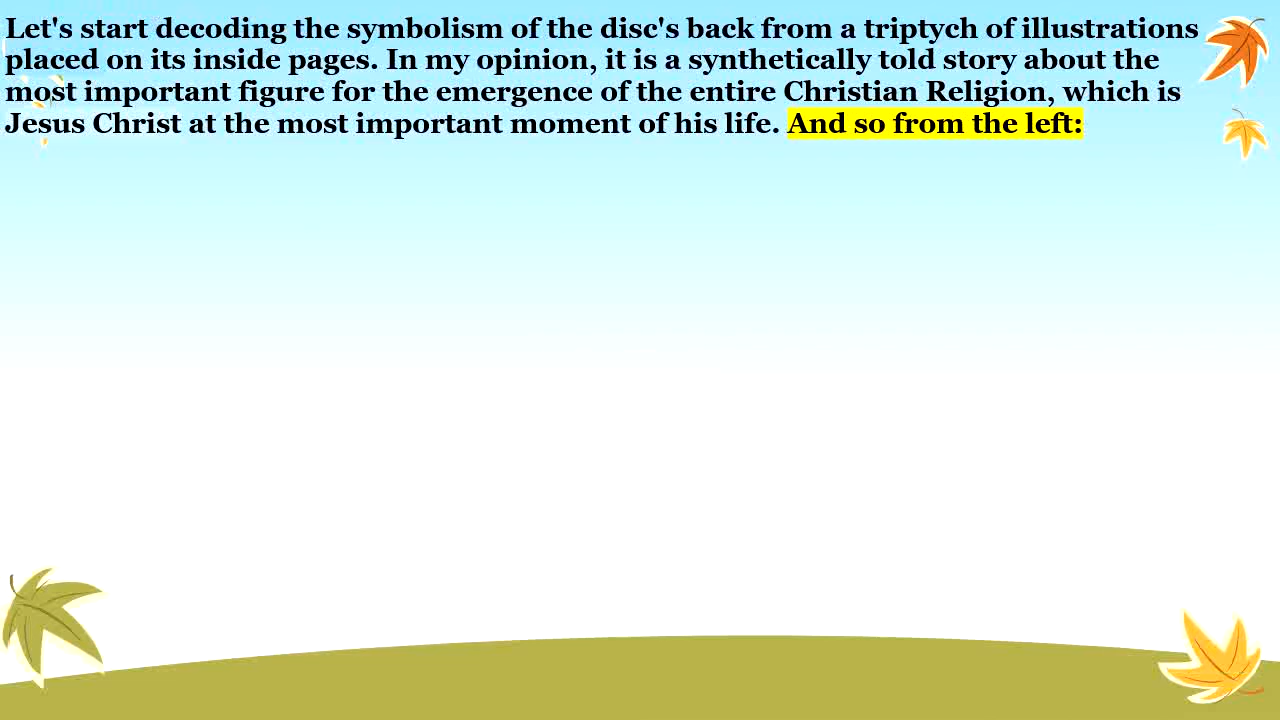 Let's start decoding the symbolism of the disc's back from a triptych of illustrations
placed on its inside pages. In my opinion, it is a synthetically told story about the
most important figure for the emergence of the entire Christian Religion, which is
Jesus Christ at the most important moment of his life. And so from the left: